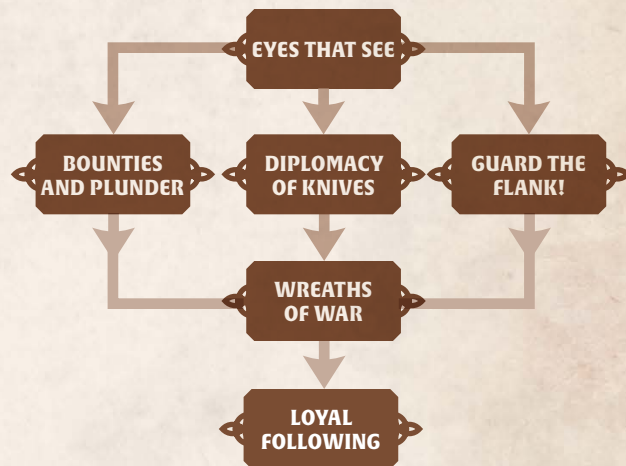 EYES THAT SEE
BOUNTIES
AND PLUNDER
DIPLOMACY
OF KNIVES
GUARD THE
FLANK!
WREATHS
OF WAR
LOYAL
FOLLOWING